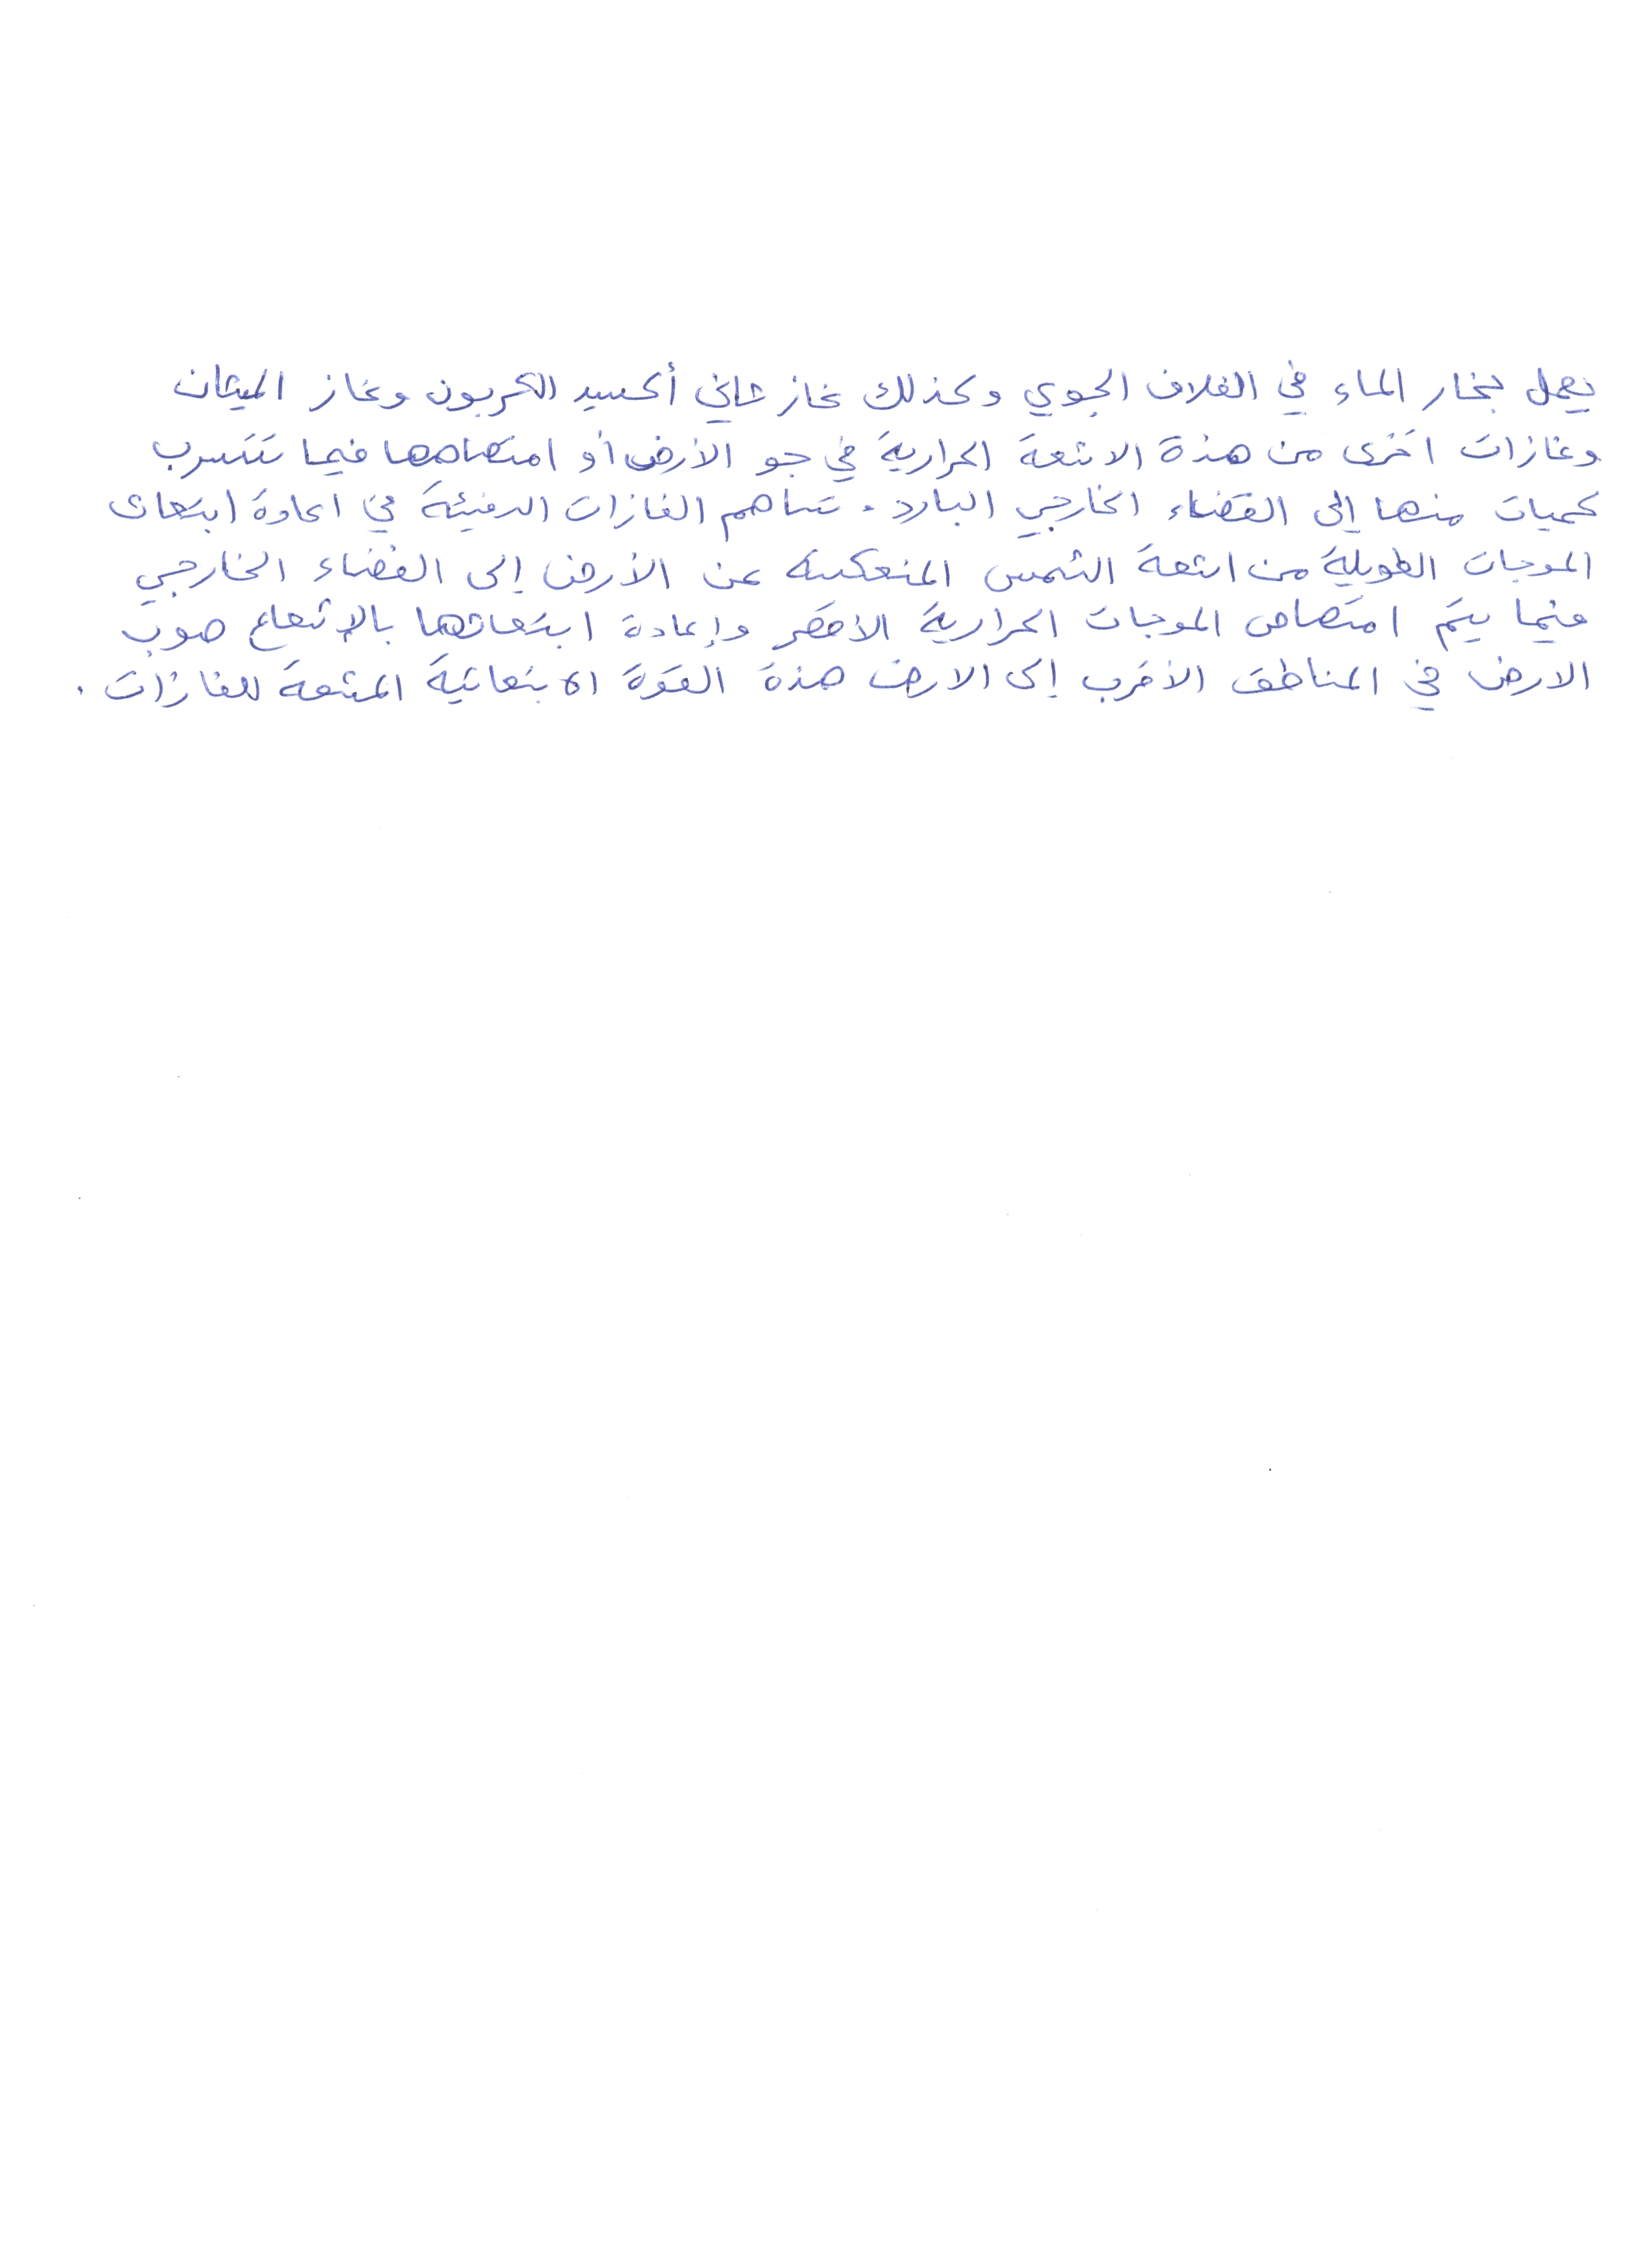 يعمل بخار الماء في الغلاف الجوي وكذلك غاز ثاني أكسيد الكربون وغاز الميثان
وغازات اخرى من هذة الاشعة الحرارية في جو الأرض أو امتصاصها فيما تتسرب
كميات منها إلى الفضاء الخارجي البارد . تساهم الغازات الدفيئة في اعادة ابتعاث
الموجات الطويلة من اشعة الشمس المنعكسة عن الأرض إلى الفضاء الخارجي
فيما يتم امتصاص الموجات الحرارية الأقصر وإعادة ابتعاثها بالإشعاع صوب
الارض في المناطق الأقرب إلى الارض هذة القوة الابتعاثية المشعة للغازات .